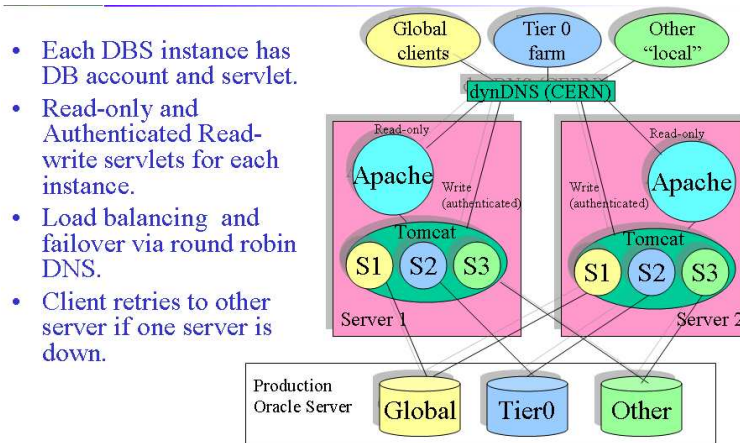 • Each DBS instance has
DB account and servlet.
• Read-only and
Authenticated Read-
write servlets for each
instance.
• Load balancing and
failover via round robin
DNS.
• Client retries to other
server if one server is
down.
Global
clients
Tier 0
farm
Other
“local”
dynDNS (CERN)
Read-only
Apache
Write
(authenticated)
Tomcat
S1 S2 S3
Server 1
Read-only
Apache
Write
(authenticated)
Tomcat
S1 S2 S3
Server 2
Production
Oracle Server
Global
Tier0
Other